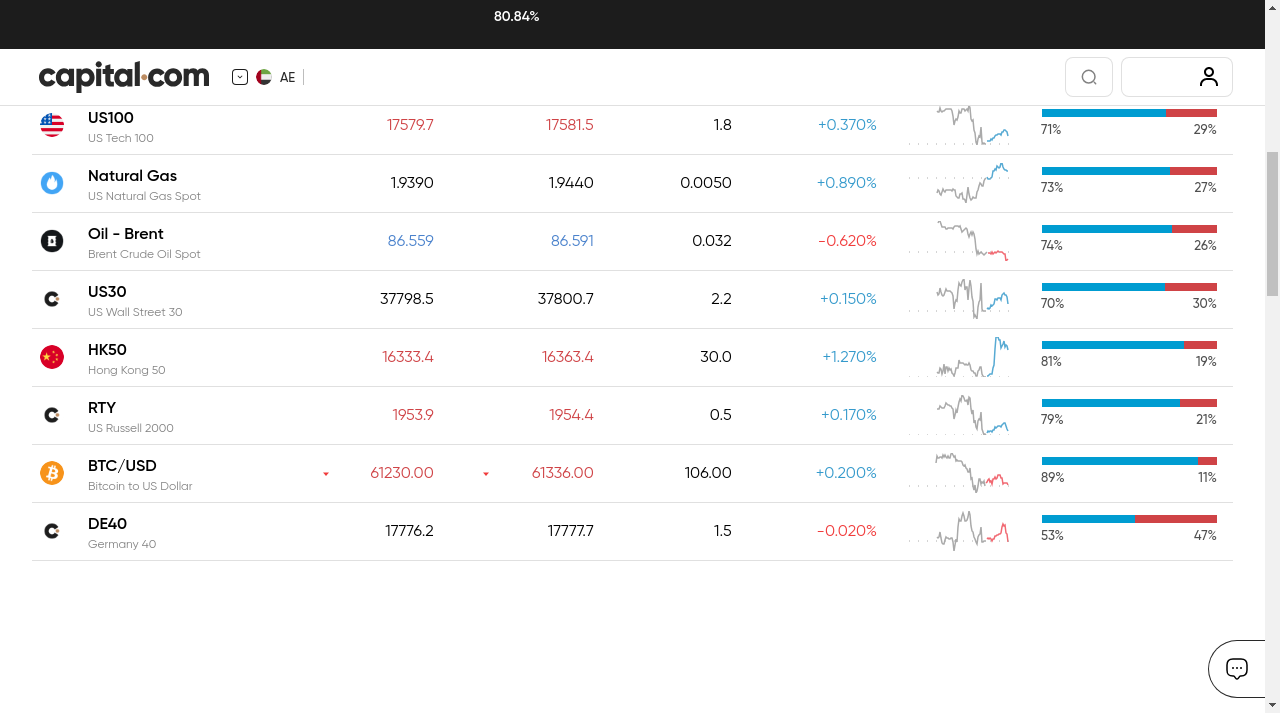 80.84%
capital.com
AE
US100 17579.7 17581.5 1.8 +0.370% 71% 29%
US Tech 100
Natural Gas 1.9390 1.9440 0.0050 +0.890% 73% 27%
US Natural Gas Spot
Oil - Brent 86.559 86.591 0.032 -0.620% 74% 26%
Brent Crude Oil Spot
US30 37798.5 37800.7 2.2 +0.150% 70% 30%
US Wall Street 30
HK50 16333.4 16363.4 30.0 +1.270% 81% 19%
Hong Kong 50
RTY 1953.9 1954.4 0.5 +0.170% 79% 21%
US Russell 2000
BTC/USD 61230.00 61336.00 106.00 +0.200% 89% 11%
Bitcoin to US Dollar
DE40 17776.2 17777.7 1.5 -0.020% 53% 47%
Germany 40